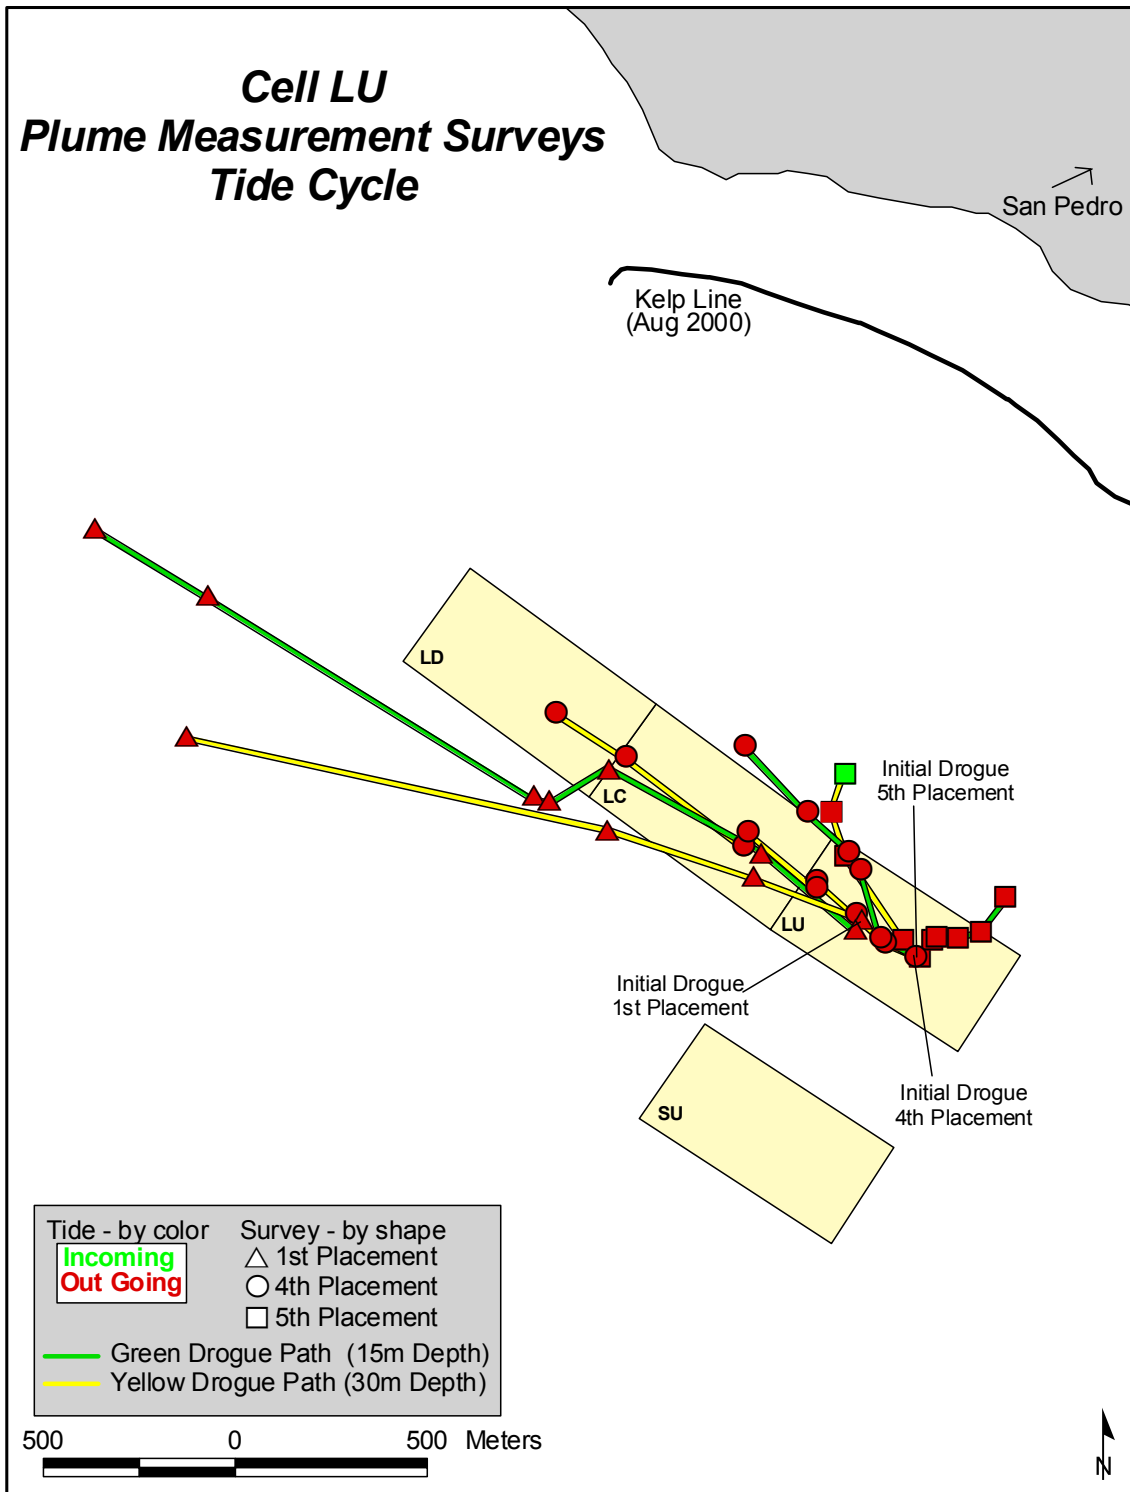 Cell LU
Plume Measurement Surveys
Tide Cycle
San Pedro
Kelp Line
(Aug 2000)
LD
LC
LU
SU
Initial Drogue
5th Placement
Initial Drogue
1st Placement
Initial Drogue
4th Placement
Tide - by color
Incoming
Out Going
Survey - by shape
1st Placement
4th Placement
5th Placement
Green Drogue Path (15m Depth)
Yellow Drogue Path (30m Depth)
500 0 500 Meters
N